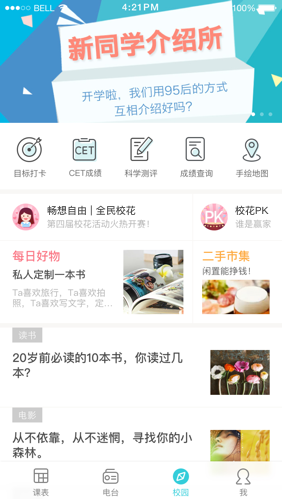 BELL
4:21PM
100%
新同学介绍所
开学啦，我们用95后的方式
互相介绍好吗？
目标打卡
CET
CET成绩
科学测评
成绩查询
手绘地图
畅想自由 | 全民校花
第四届校花活动火热开赛！
PK
校花PK
谁是赢家
每日好物
私人定制一本书
Ta喜欢旅行，Ta喜欢拍
照，Ta喜欢写文字，定...
二手市集
闲置能挣钱！
读书
20岁前必读的10本书，你读过几
本？
电影
从不依靠，从不迷惘，寻找你的小
森林。
课表
电台
校园
我